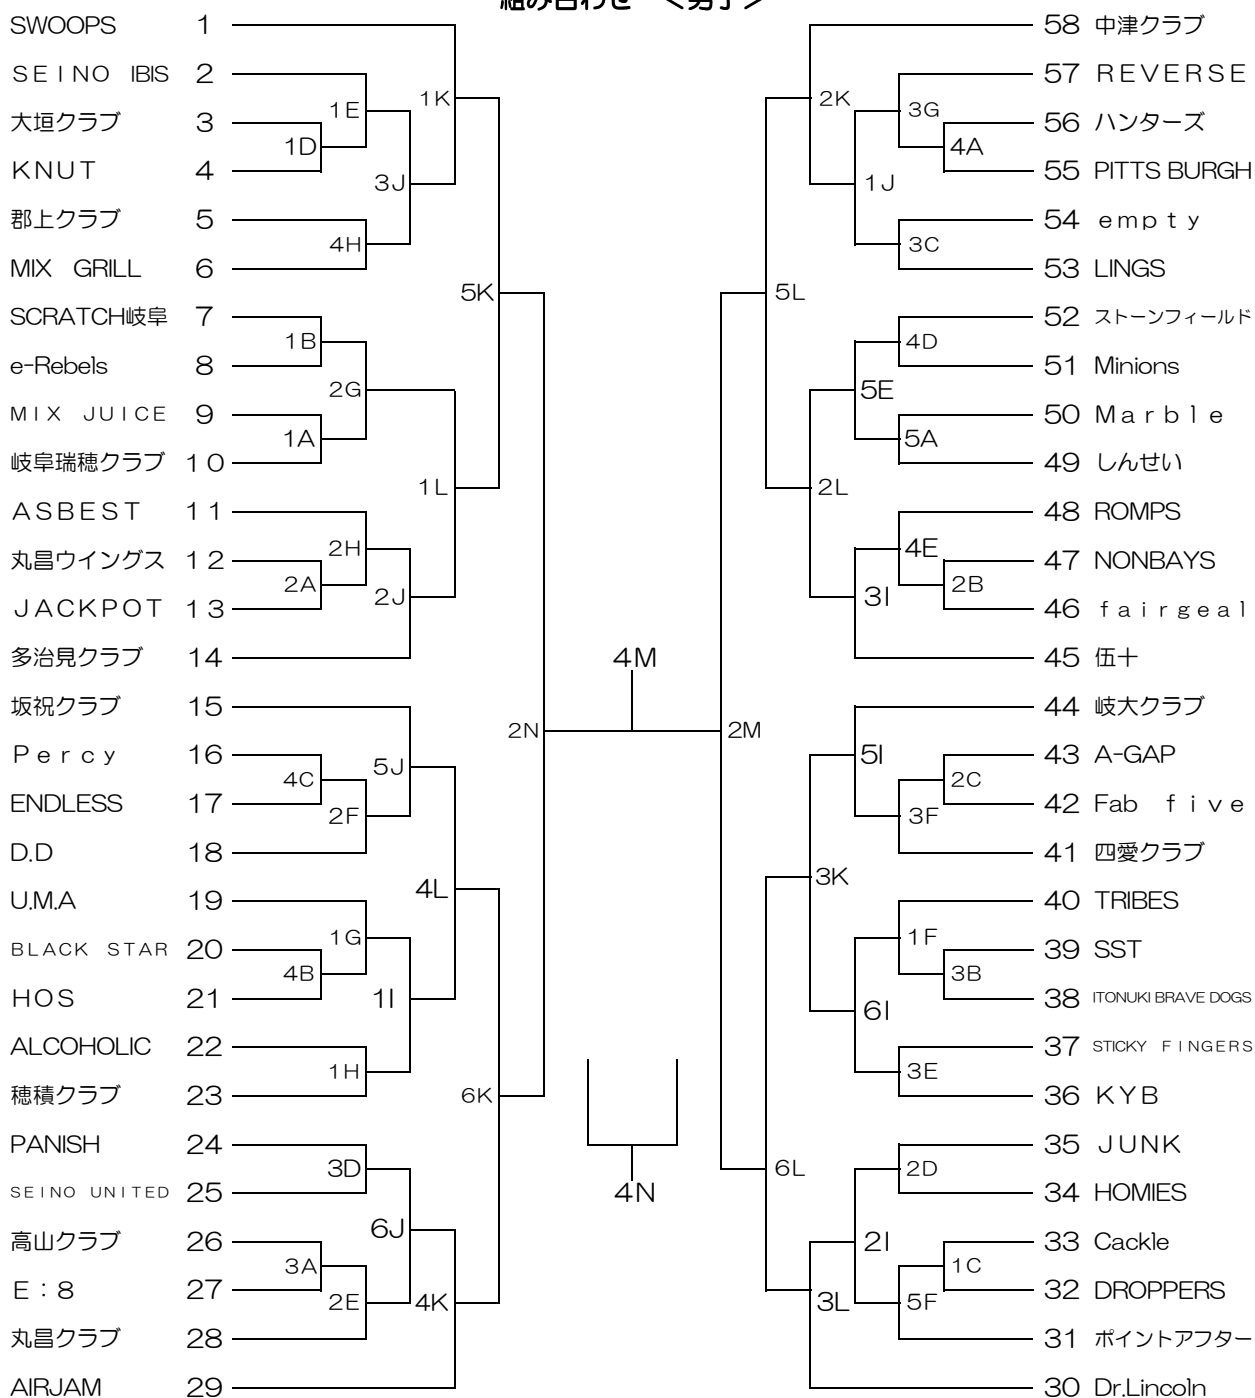 組み合わせ ＜男子＞
SWOOPS 1
SEINO IBIS 2
大垣クラブ 3
KNUT 4
郡上クラブ 5
MIX GRILL 6
SCRATCH岐阜 7
e-Rebels 8
MIX JUICE 9
岐阜瑞穂クラブ 10
ASBEST 11
丸昌ウイングス 12
JACKPOT 13
多治見クラブ 14
坂祝クラブ 15
Percy 16
ENDLESS 17
D.D 18
U.M.A 19
BLACK STAR 20
HOS 21
ALCOHOLIC 22
穂積クラブ 23
PANISH 24
SEINO UNITED 25
高山クラブ 26
E：8 27
丸昌クラブ 28
AIRJAM 29
1D
1B
1A
2A
4C
4B
3A
1E
4H
2G
2H
2F
1G
1H
3D
2E
3J
2J
5J
1I
6J
1K
1L
4L
4K
5K
6K
2N
4M
4N
2M
5L
6L
2K
2L
3K
3L
1J
5E
3I
5I
6I
2I
3G
3C
4D
5A
4E
3F
1F
3E
2D
5F
4A
2B
2C
3B
1C
58 中津クラブ
57 REVERSE
56 ハンターズ
55 PITTS BURGH
54 empty
53 LINGS
52 ストーンフィールド
51 Minions
50 Marble
49 しんせい
48 ROMPS
47 NONBAYS
46 fairgeal
45 伍十
44 岐大クラブ
43 A-GAP
42 Fab five
41 四愛クラブ
40 TRIBES
39 SST
38 ITONUKI BRAVE DOGS
37 STICKY FINGERS
36 KYB
35 JUNK
34 HOMIES
33 Cackle
32 DROPPERS
31 ポイントアフター
30 Dr.Lincoln